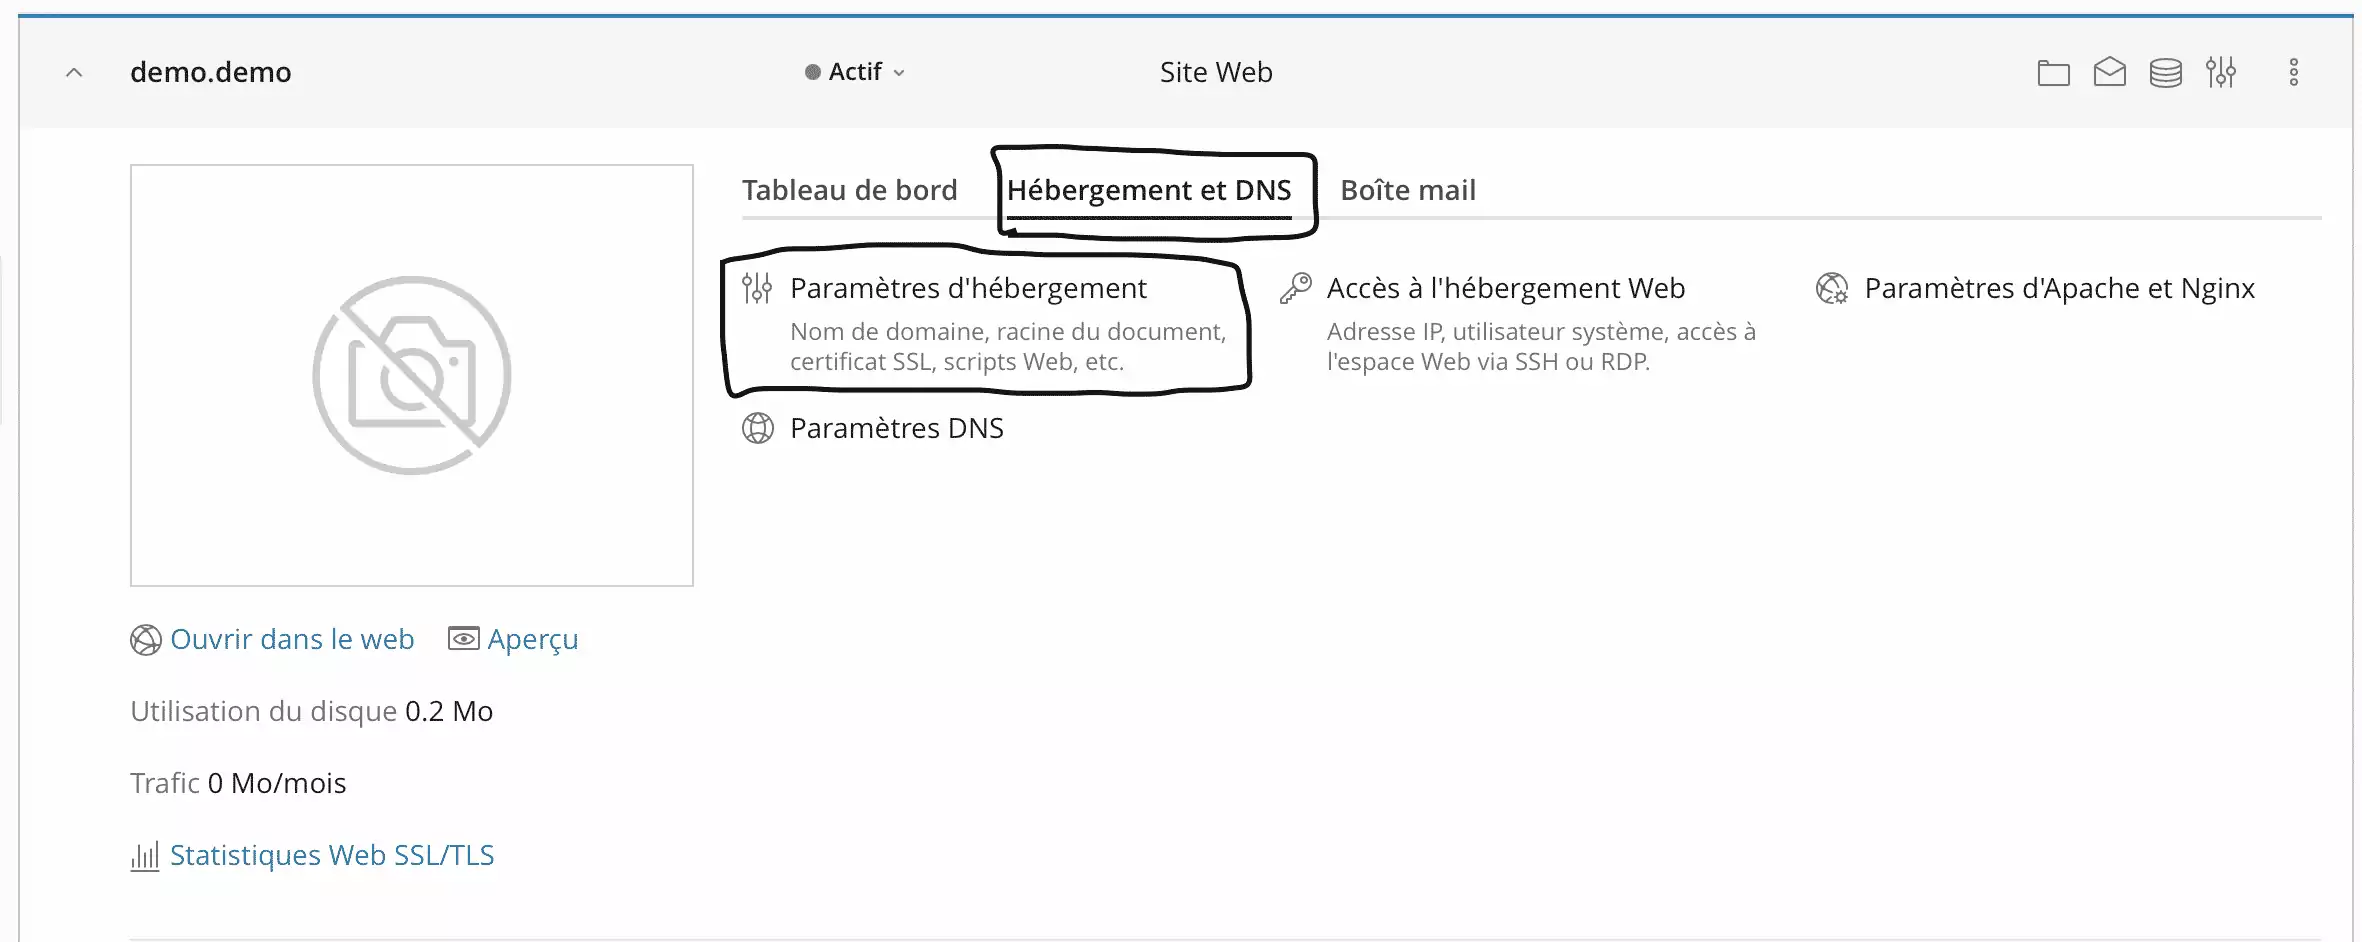 demo.demo
Actif
Site Web
Tableau de bord
Hébergement et DNS
Boîte mail
Paramètres d'hébergement
Nom de domaine, racine du document,
certificat SSL, scripts Web, etc.
Accès à l'hébergement Web
Adresse IP, utilisateur système, accès à
l'espace Web via SSH ou RDP.
Paramètres d'Apache et Nginx
Paramètres DNS
Ouvrir dans le web
Aperçu
Utilisation du disque 0.2 Mo
Trafic 0 Mo/mois
Statistiques Web SSL/TLS